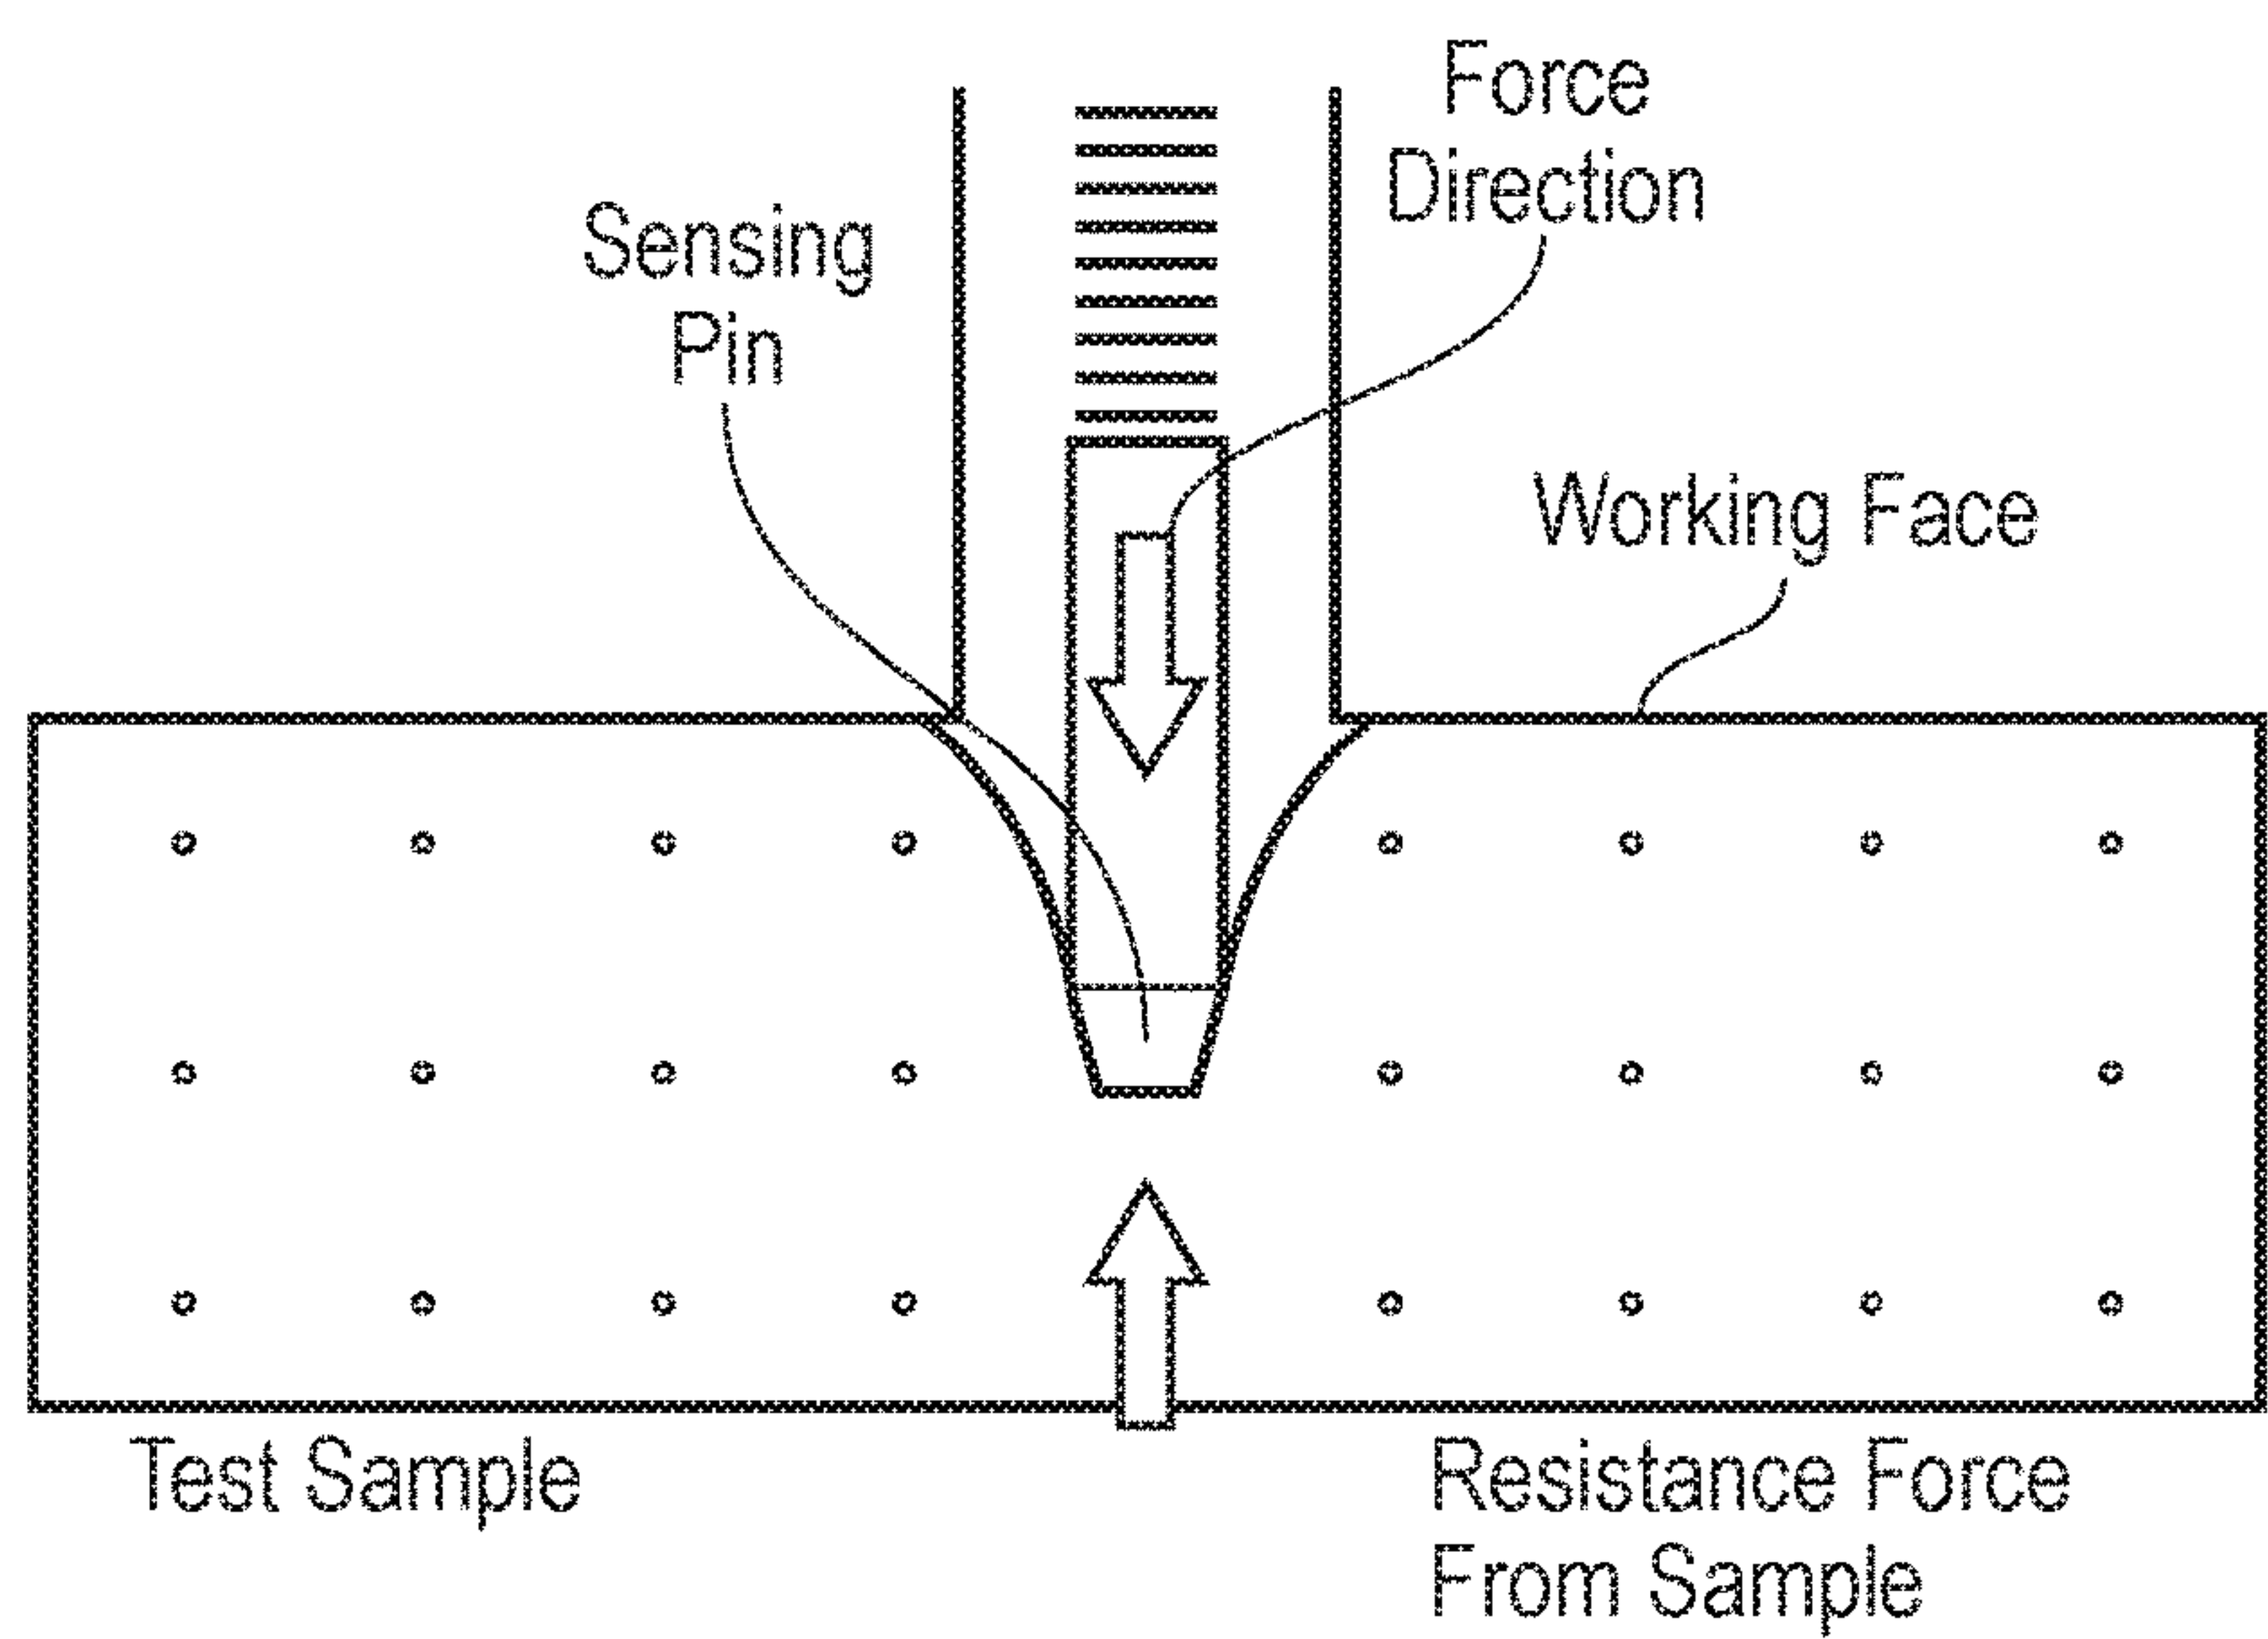 Force
Direction
Sensing
Pin
Working Face
Test Sample
Resistance Force
From Sample